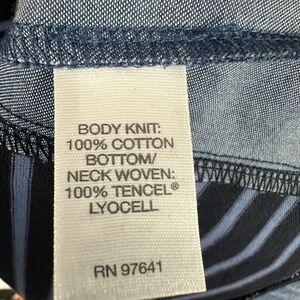 BODY KNIT:
100% COTTON
BOTTOM/
NECK WOVEN:
100% TENCEL®
LYOCELL
RN 97641